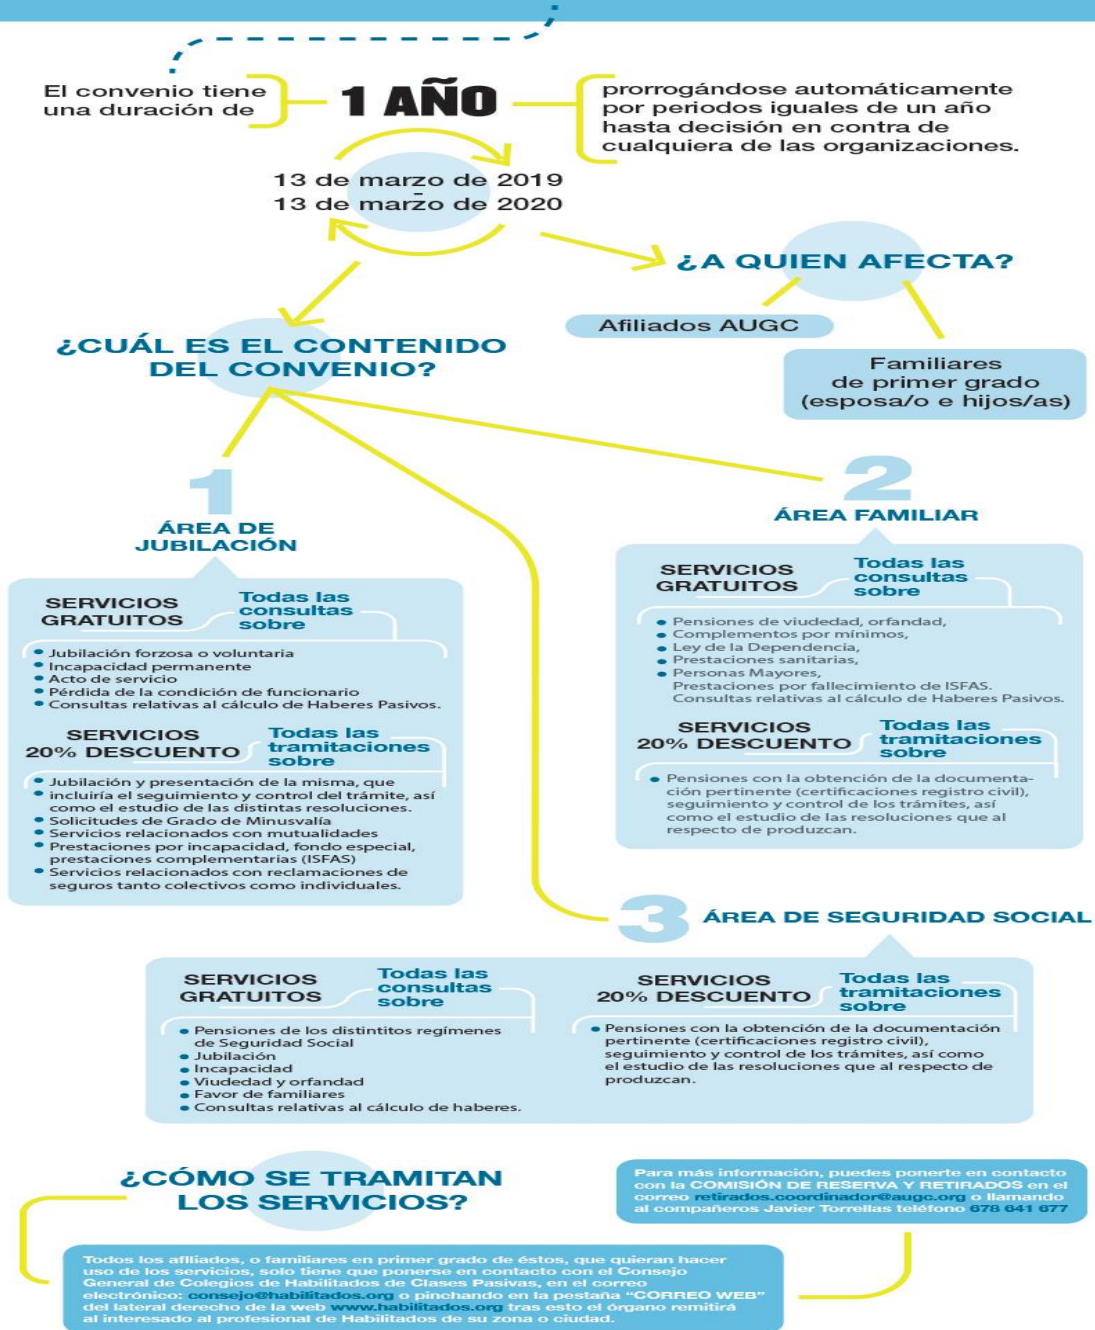 El convenio tiene
una duración de
1 AÑO
prorrogándose automáticamente
por periodos iguales de un año
hasta decisión en contra de
cualquiera de las organizaciones.
13 de marzo de 2019
-
13 de marzo de 2020
¿A QUIEN AFECTA?
Afiliados AUGC
Familiares
de primer grado
(esposa/o e hijos/as)
¿CUÁL ES EL CONTENIDO
DEL CONVENIO?
1
ÁREA DE
JUBILACIÓN
SERVICIOS
GRATUITOS
Todas las
consultas
sobre
• Jubilación forzosa o voluntaria
• Incapacidad permanente
• Acto de servicio
• Pérdida de la condición de funcionario
• Consultas relativas al cálculo de Haberes Pasivos.
SERVICIOS
20% DESCUENTO
Todas las
tramitaciones
sobre
• Jubilación y presentación de la misma, que
• incluiría el seguimiento y control del trámite, así
como el estudio de las distintas resoluciones.
• Solicitudes de Grado de Minusvalía
• Servicios relacionados con mutualidades
• Prestaciones por incapacidad, fondo especial,
prestaciones complementarias (ISFAS)
• Servicios relacionados con reclamaciones de
seguros tanto colectivos como individuales.
2
ÁREA FAMILIAR
SERVICIOS
GRATUITOS
Todas las
consultas
sobre
• Pensiones de viudedad, orfandad,
• Complementos por mínimos,
• Ley de la Dependencia,
• Prestaciones sanitarias,
• Personas Mayores,
Prestaciones por fallecimiento de ISFAS.
Consultas relativas al cálculo de Haberes Pasivos.
SERVICIOS
20% DESCUENTO
Todas las
tramitaciones
sobre
• Pensiones con la obtención de la documenta-
ción pertinente (certificaciones registro civil),
seguimiento y control de los trámites, así
como el estudio de las resoluciones que al
respecto de produzcan.
3
ÁREA DE SEGURIDAD SOCIAL
SERVICIOS
GRATUITOS
Todas las
consultas
sobre
• Pensiones de los distintitos regímenes
de Seguridad Social
• Jubilación
• Incapacidad
• Viudedad y orfandad
• Favor de familiares
• Consultas relativas al cálculo de haberes.
SERVICIOS
20% DESCUENTO
Todas las
tramitaciones
sobre
• Pensiones con la obtención de la documentación
pertinente (certificaciones registro civil),
seguimiento y control de los trámites, así como
el estudio de las resoluciones que al respecto de
produzcan.
¿CÓMO SE TRAMITAN
LOS SERVICIOS?
Para más información, puedes ponerte en contacto
con la COMISIÓN DE RESERVA Y RETIRADOS en el
correo retirados.coordinador@augc.org o llamando
al compañeros Javier Torrellas teléfono 678 641 677
Todos los afiliados, o familiares en primer grado de éstos, que quieran hacer
uso de los servicios, solo tiene que ponerse en contacto con el Consejo
General de Colegios de Habilitados de Clases Pasivas, en el correo
electrónico: consejo@habilitados.org o pinchando en la pestaña “CORREO WEB”
del lateral derecho de la web www.habilitados.org tras esto el órgano remitirá
al interesado al profesional de Habilitados de su zona o ciudad.